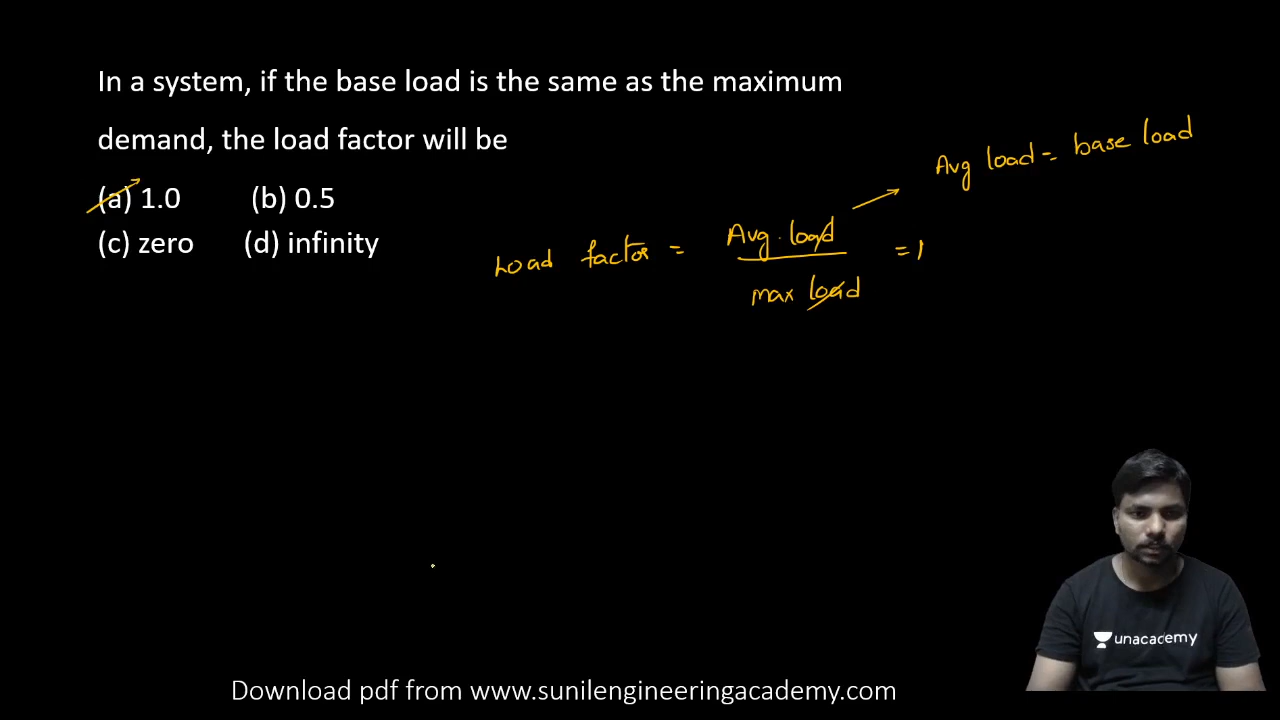 In a system, if the base load is the same as the maximum
demand, the load factor will be
(a) 1.0 (b) 0.5
(c) zero (d) infinity
Avg load = base load
Load factor = Avg. load = 1
max load
unacademy
Download pdf from www.sunilengineeringacademy.com